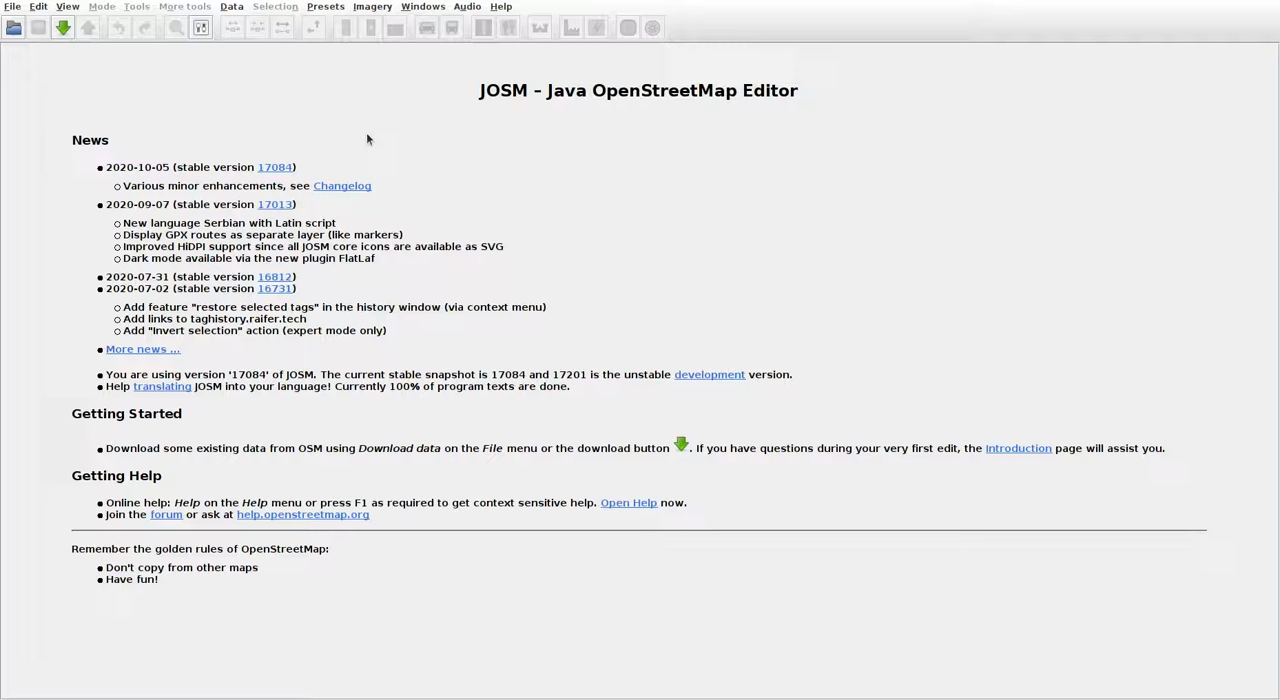 File Edit View Mode Tools More tools Data Selection Presets Imagery Windows Audio Help
JOSM – Java OpenStreetMap Editor
News
2020-10-05 (stable version 17084)
Various minor enhancements, see Changelog
2020-09-07 (stable version 17013)
New language Serbian with Latin script
Display GPX routes as separate layer (like markers)
Improved HiDPI support since all JOSM core icons are available as SVG
Dark mode available via the new plugin FlatLaf
2020-07-31 (stable version 16812)
2020-07-02 (stable version 16731)
Add feature "restore selected tags" in the history window (via context menu)
Add links to taghistory.raifer.tech
Add "Invert selection" action (expert mode only)
More news ...
You are using version '17084' of JOSM. The current stable snapshot is 17084 and 17201 is the unstable development version.
Help translating JOSM into your language! Currently 100% of program texts are done.
Getting Started
Download some existing data from OSM using Download data on the File menu or the download button . If you have questions during your very first edit, the Introduction page will assist you.
Getting Help
Online help: Help on the Help menu or press F1 as required to get context sensitive help. Open Help now.
Join the forum or ask at help.openstreetmap.org
Remember the golden rules of OpenStreetMap:
Don't copy from other maps
Have fun!